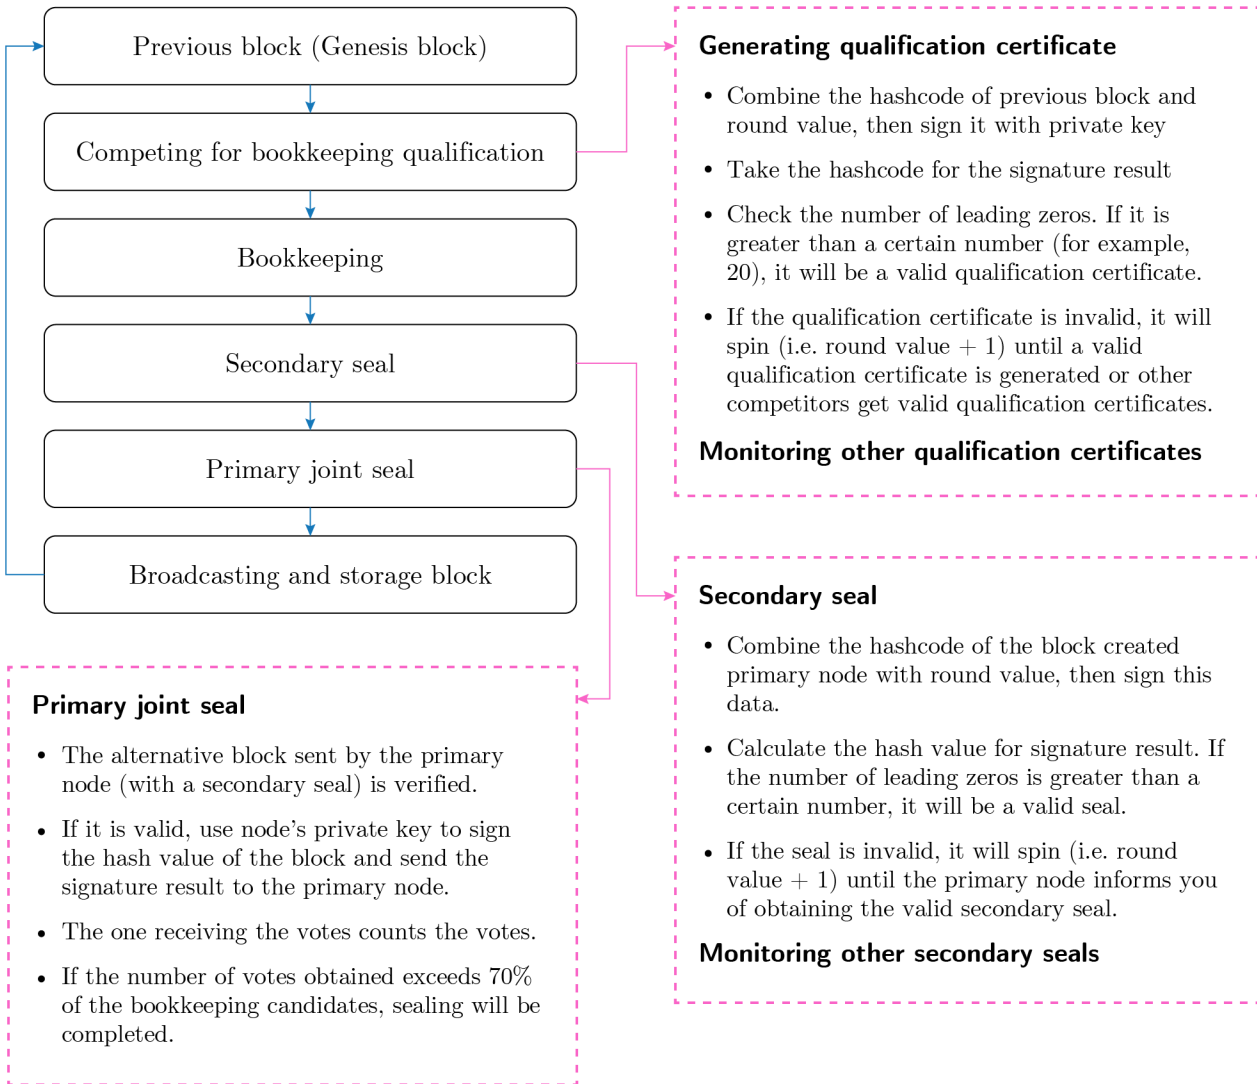 Previous block (Genesis block)
Competing for bookkeeping qualification
Bookkeeping
Secondary seal
Primary joint seal
Broadcasting and storage block
Generating qualification certificate
• Combine the hashcode of previous block and
round value, then sign it with private key
• Take the hashcode for the signature result
• Check the number of leading zeros. If it is
greater than a certain number (for example,
20), it will be a valid qualification certificate.
• If the qualification certificate is invalid, it will
spin (i.e. round value + 1) until a valid
qualification certificate is generated or other
competitors get valid qualification certificates.
Monitoring other qualification certificates
Secondary seal
• Combine the hashcode of the block created
primary node with round value, then sign this
data.
• Calculate the hash value for signature result. If
the number of leading zeros is greater than a
certain number, it will be a valid seal.
• If the seal is invalid, it will spin (i.e. round
value + 1) until the primary node informs you
of obtaining the valid secondary seal.
Monitoring other secondary seals
Primary joint seal
• The alternative block sent by the primary
node (with a secondary seal) is verified.
• If it is valid, use node's private key to sign
the hash value of the block and send the
signature result to the primary node.
• The one receiving the votes counts the votes.
• If the number of votes obtained exceeds 70%
of the bookkeeping candidates, sealing will be
completed.